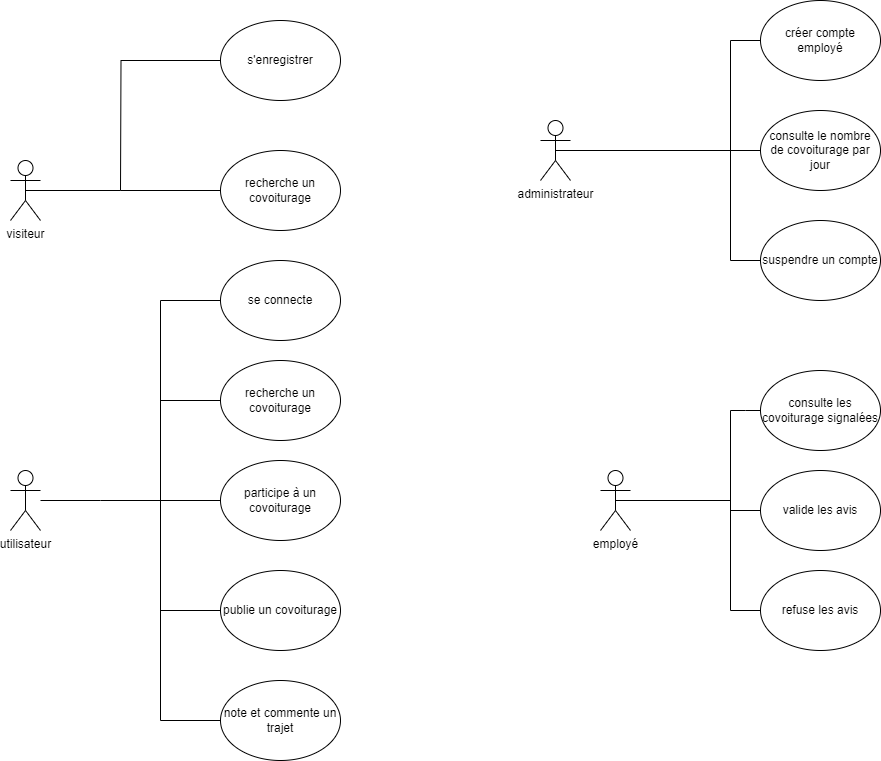 s'enregistrer
recherche un
covoiturage
visiteur
se connecte
recherche un
covoiturage
participe à un
covoiturage
utilisateur
publie un covoiturage
note et commente un
trajet
créer compte
employé
consulte le nombre
de covoiturage par
jour
administrateur
suspendre un compte
consulte les
covoiturage signalées
valide les avis
employé
refuse les avis